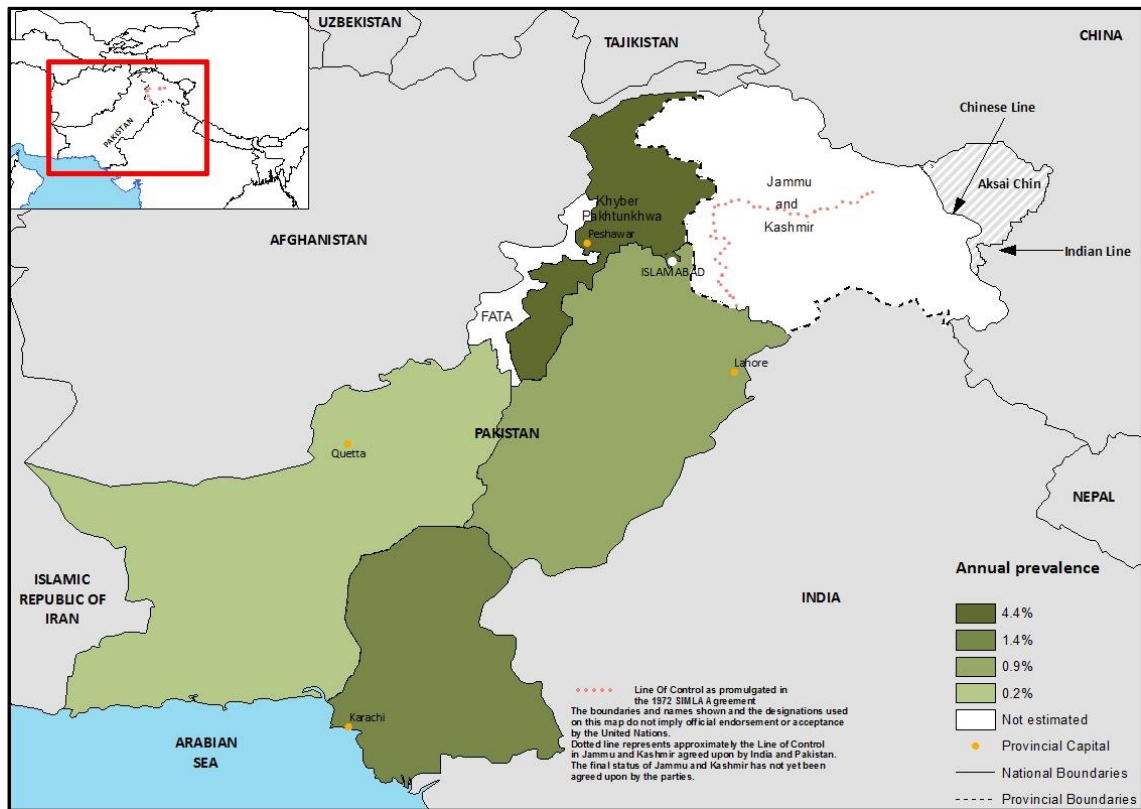 UZBEKISTAN
TAJIKISTAN
CHINA
PAKISTAN
Chinese Line
Aksai Chin
Indian Line
Jammu
and
Kashmir
Khyber
Pakhtunkhwa
Peshawar
ISLAMABAD
AFGHANISTAN
FATA
Lahore
PAKISTAN
Quetta
NEPAL
ISLAMIC
REPUBLIC OF
IRAN
INDIA
Karachi
ARABIAN
SEA
Line Of Control as promulgated in
the 1972 SIMLA Agreement
The boundaries and names shown and the designations used
on this map do not imply official endorsement or acceptance
by the United Nations.
Dotted line represents approximately the Line of Control
in Jammu and Kashmir agreed upon by India and Pakistan.
The final status of Jammu and Kashmir has not yet been
agreed upon by the parties.
Annual prevalence
4.4%
1.4%
0.9%
0.2%
Not estimated
Provincial Capital
National Boundaries
Provincial Boundaries